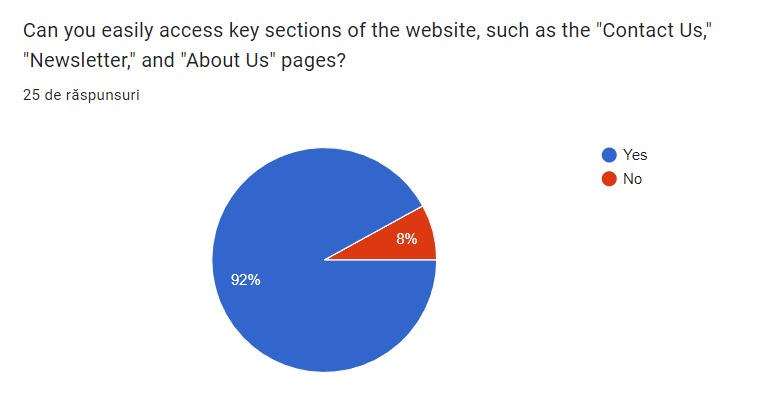 Can you easily access key sections of the website, such as the "Contact Us,"
"Newsletter," and "About Us" pages?
25 de răspunsuri
Yes
No
8%
92%